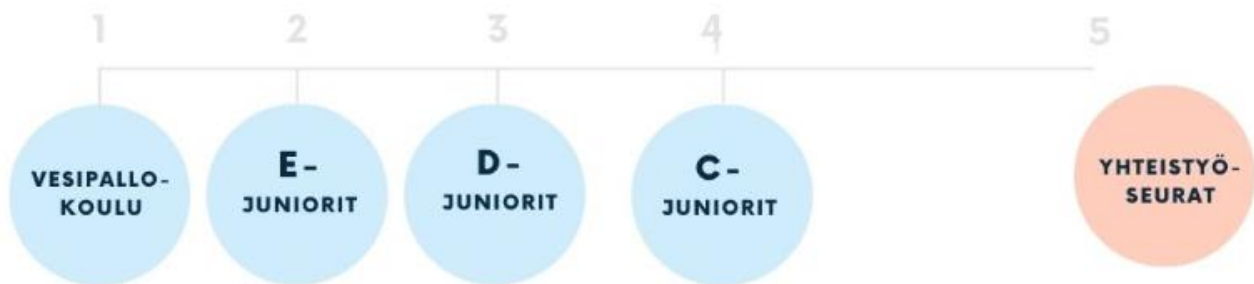 1 2 3 4 5
VESIPALLO-
KOULU
E-
JUNIORIT
D-
JUNIORIT
C-
JUNIORIT
YHTEISTYÖ-
SEURAT